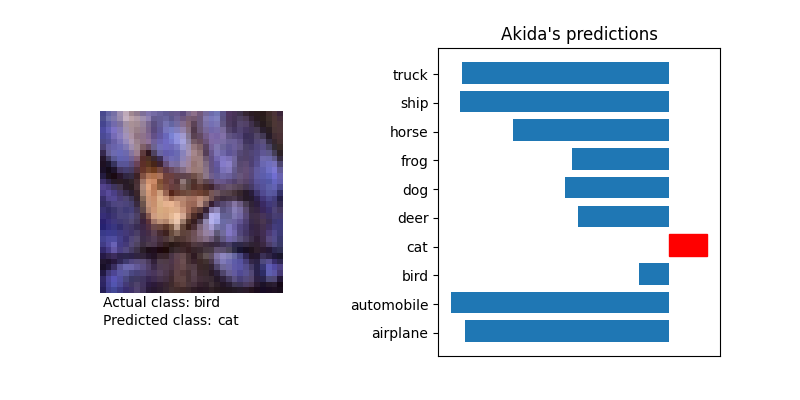 Akida's predictions
truck
ship
horse
frog
dog
deer
cat
bird
automobile
airplane
Actual class: bird
Predicted class: cat